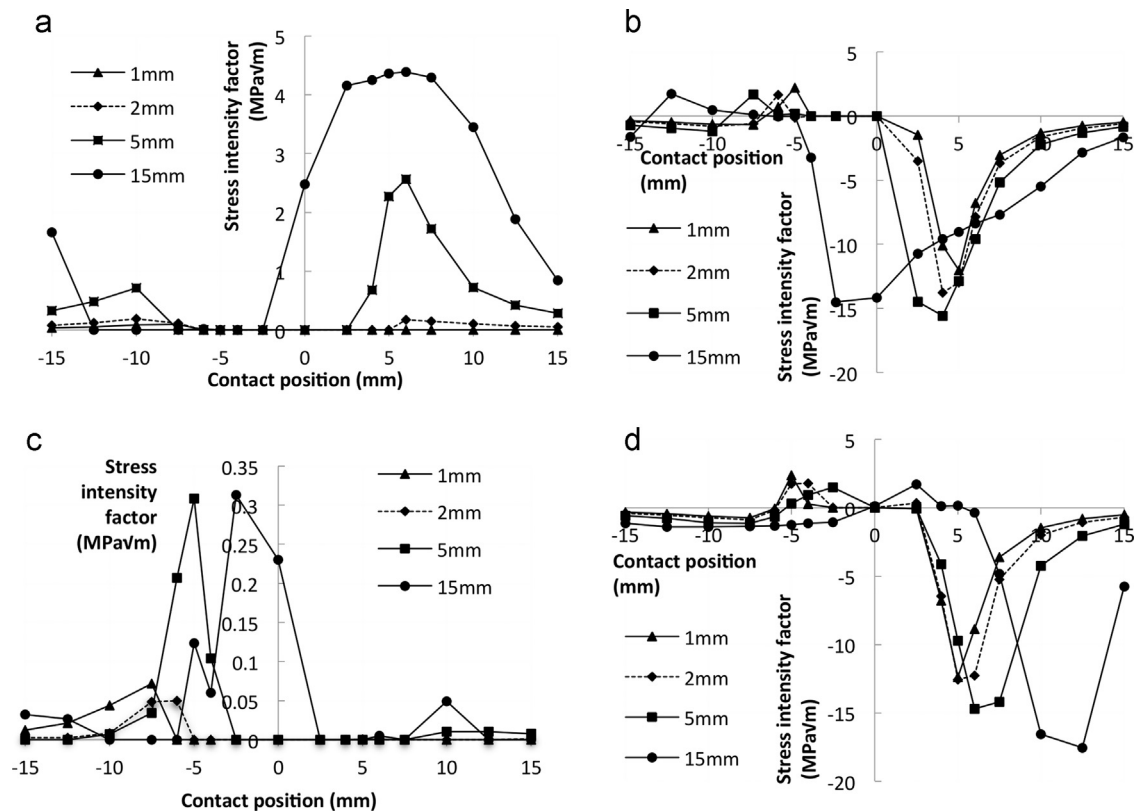 a
1mm
2mm
5mm
15mm
Stress intensity factor
(MPa√m)
5
4
3
2
1
0
-15
-10
-5
0
5
10
15
Contact position (mm)
b
5
0
-5
-10
-15
-20
-15
-10
-5
0
5
10
15
Contact position
(mm)
1mm
2mm
5mm
15mm
Stress intensity factor
(MPa√m)
c
Stress
intensity
factor
(MPa√m)
0.35
0.3
0.25
0.2
0.15
0.1
0.05
0
1mm
2mm
5mm
15mm
-15
-10
-5
0
5
10
15
Contact position (mm)
d
5
0
-5
-10
-15
-20
-15
-10
-5
0
5
10
15
Contact position
(mm)
1mm
2mm
5mm
15mm
Stress intensity factor
(MPa√m)